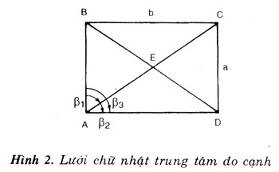 B b C
E
a
β1 β3
A β2 D
Hình 2. Lưới chữ nhật trung tâm đo cạnh